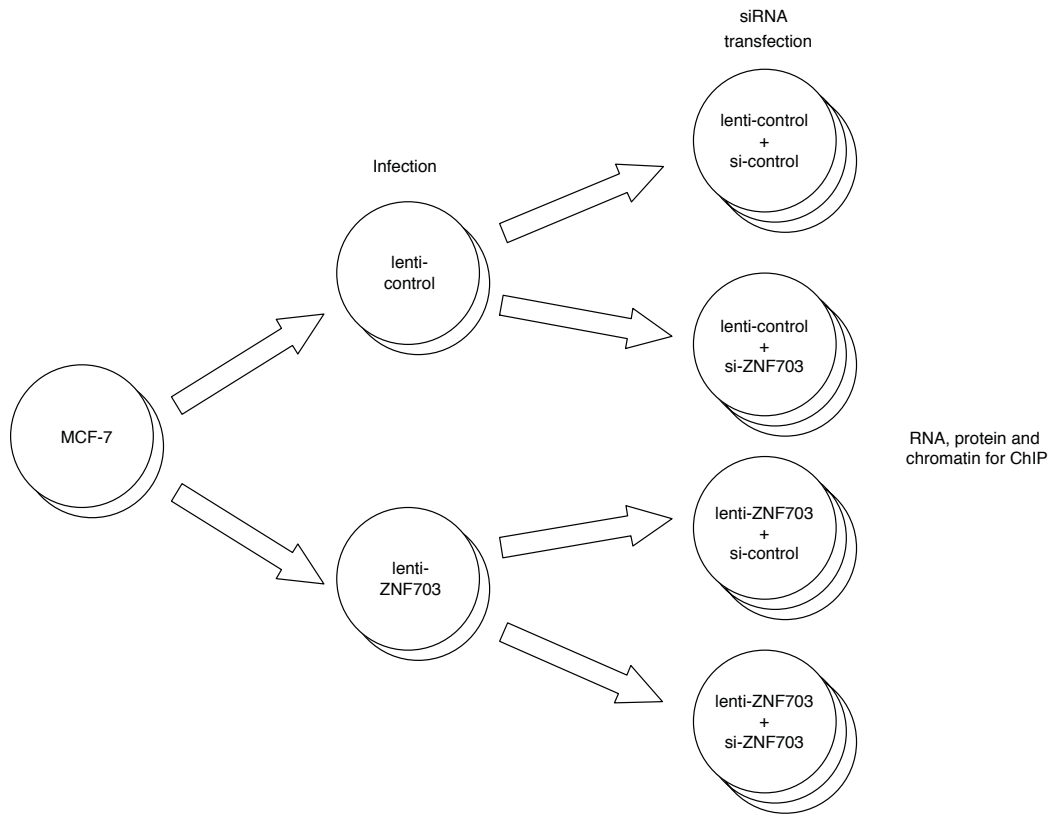 siRNA
transfection
lenti-control
+
si-control
Infection
lenti-
control
lenti-control
+
si-ZNF703
MCF-7
RNA, protein and
chromatin for ChIP
lenti-ZNF703
+
si-control
lenti-
ZNF703
lenti-ZNF703
+
si-ZNF703